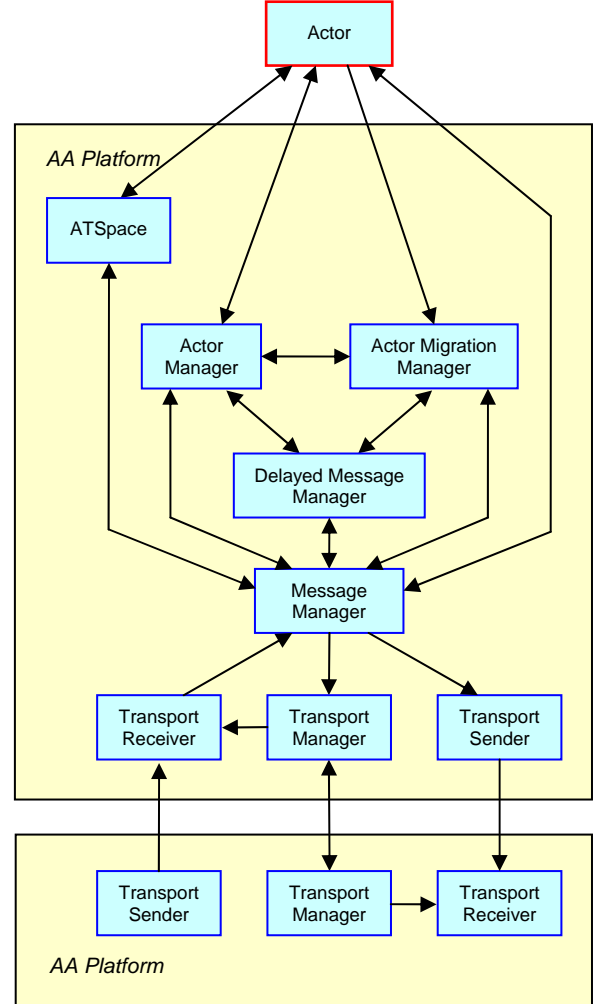 Actor
AA Platform
ATSpace
Actor
Manager
Actor Migration
Manager
Delayed Message
Manager
Message
Manager
Transport
Receiver
Transport
Manager
Transport
Sender
Transport
Sender
Transport
Manager
Transport
Receiver
AA Platform